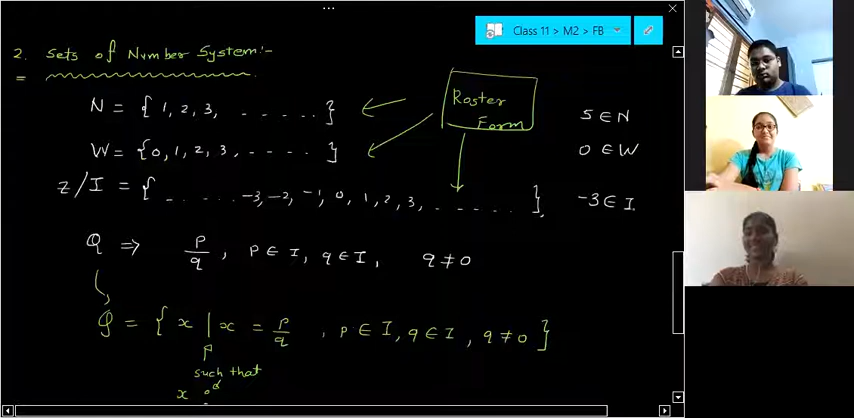 Class 11 > M2 > FB
2. Sets of Number System:-
N = { 1, 2, 3, ...... }
Roster Form
5 ∈ N
W = {0, 1, 2, 3, ...... }
0 ∈ W
Z/I = { ...... -3, -2, -1, 0, 1, 2, 3, ...... },
-3 ∈ I.
Q ⇒ p/q , p ∈ I, q ∈ I, q ≠ 0
Q = { x | x = p/q , p ∈ I, q ∈ I, q ≠ 0 }
such that
x